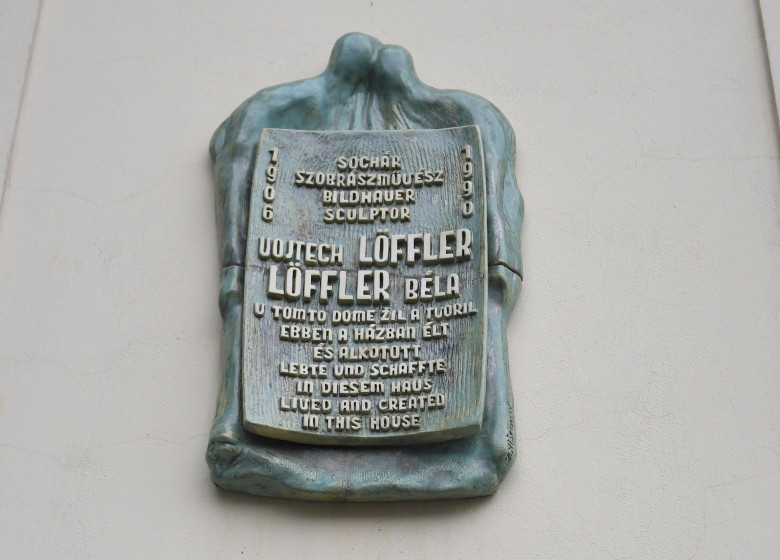 1906
1990
SOCHÁR
SZOBRÁSZMŰVÉSZ
BILDHAUER
SCULPTOR
VOJTECH LÖFFLER
LÖFFLER BÉLA
V TOMTO DOME ŽIL A TVORIL
EBBEN A HÁZBAN ÉLT
ÉS ALKOTOTT
LEBTE UND SCHAFFTE
IN DIESEM HAUS
LIVED AND CREATED
IN THIS HOUSE